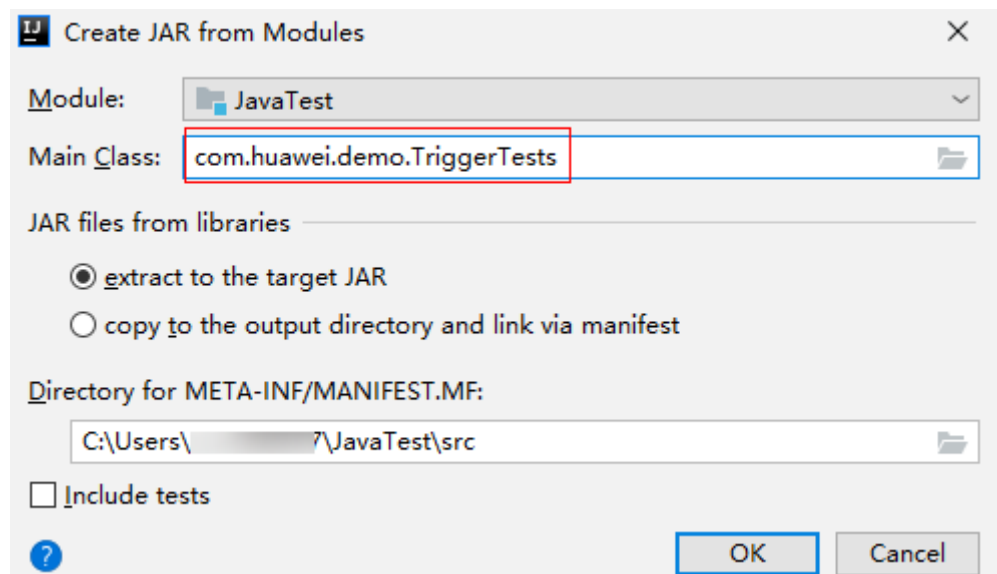 Create JAR from Modules
Module: JavaTest
Main Class: com.huawei.demo.TriggerTests
JAR files from libraries
extract to the target JAR
copy to the output directory and link via manifest
Directory for META-INF/MANIFEST.MF:
C:\Users\ 7\JavaTest\src
Include tests
? OK Cancel